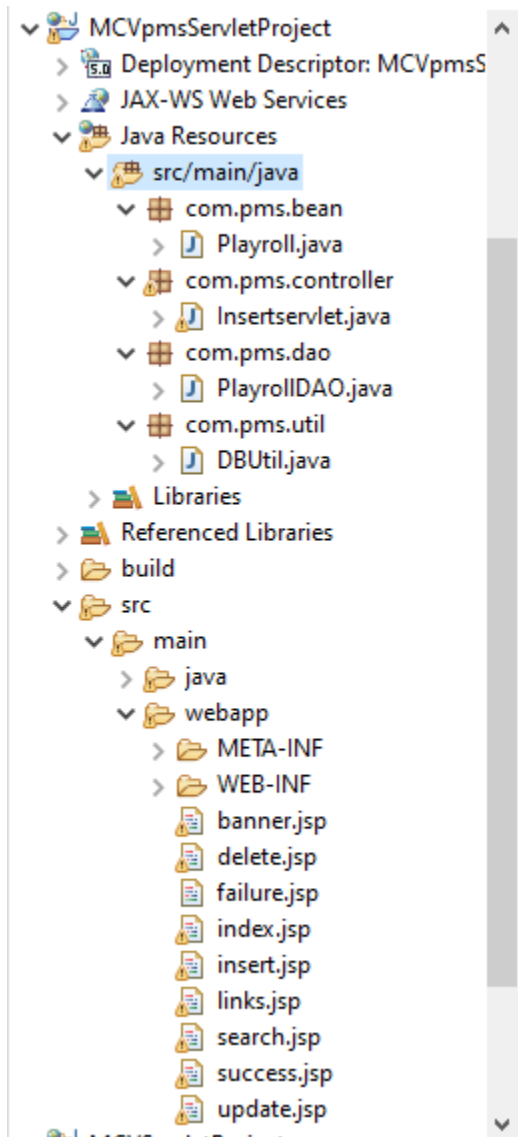 MCVpmsServletProject
5.0 Deployment Descriptor: MCVpmsS
JAX-WS Web Services
Java Resources
src/main/java
com.pms.bean
J Playroll.java
com.pms.controller
J Insertservlet.java
com.pms.dao
J PlayrollDAO.java
com.pms.util
J DBUtil.java
Libraries
Referenced Libraries
build
src
main
java
webapp
META-INF
WEB-INF
banner.jsp
delete.jsp
failure.jsp
index.jsp
insert.jsp
links.jsp
search.jsp
success.jsp
update.jsp